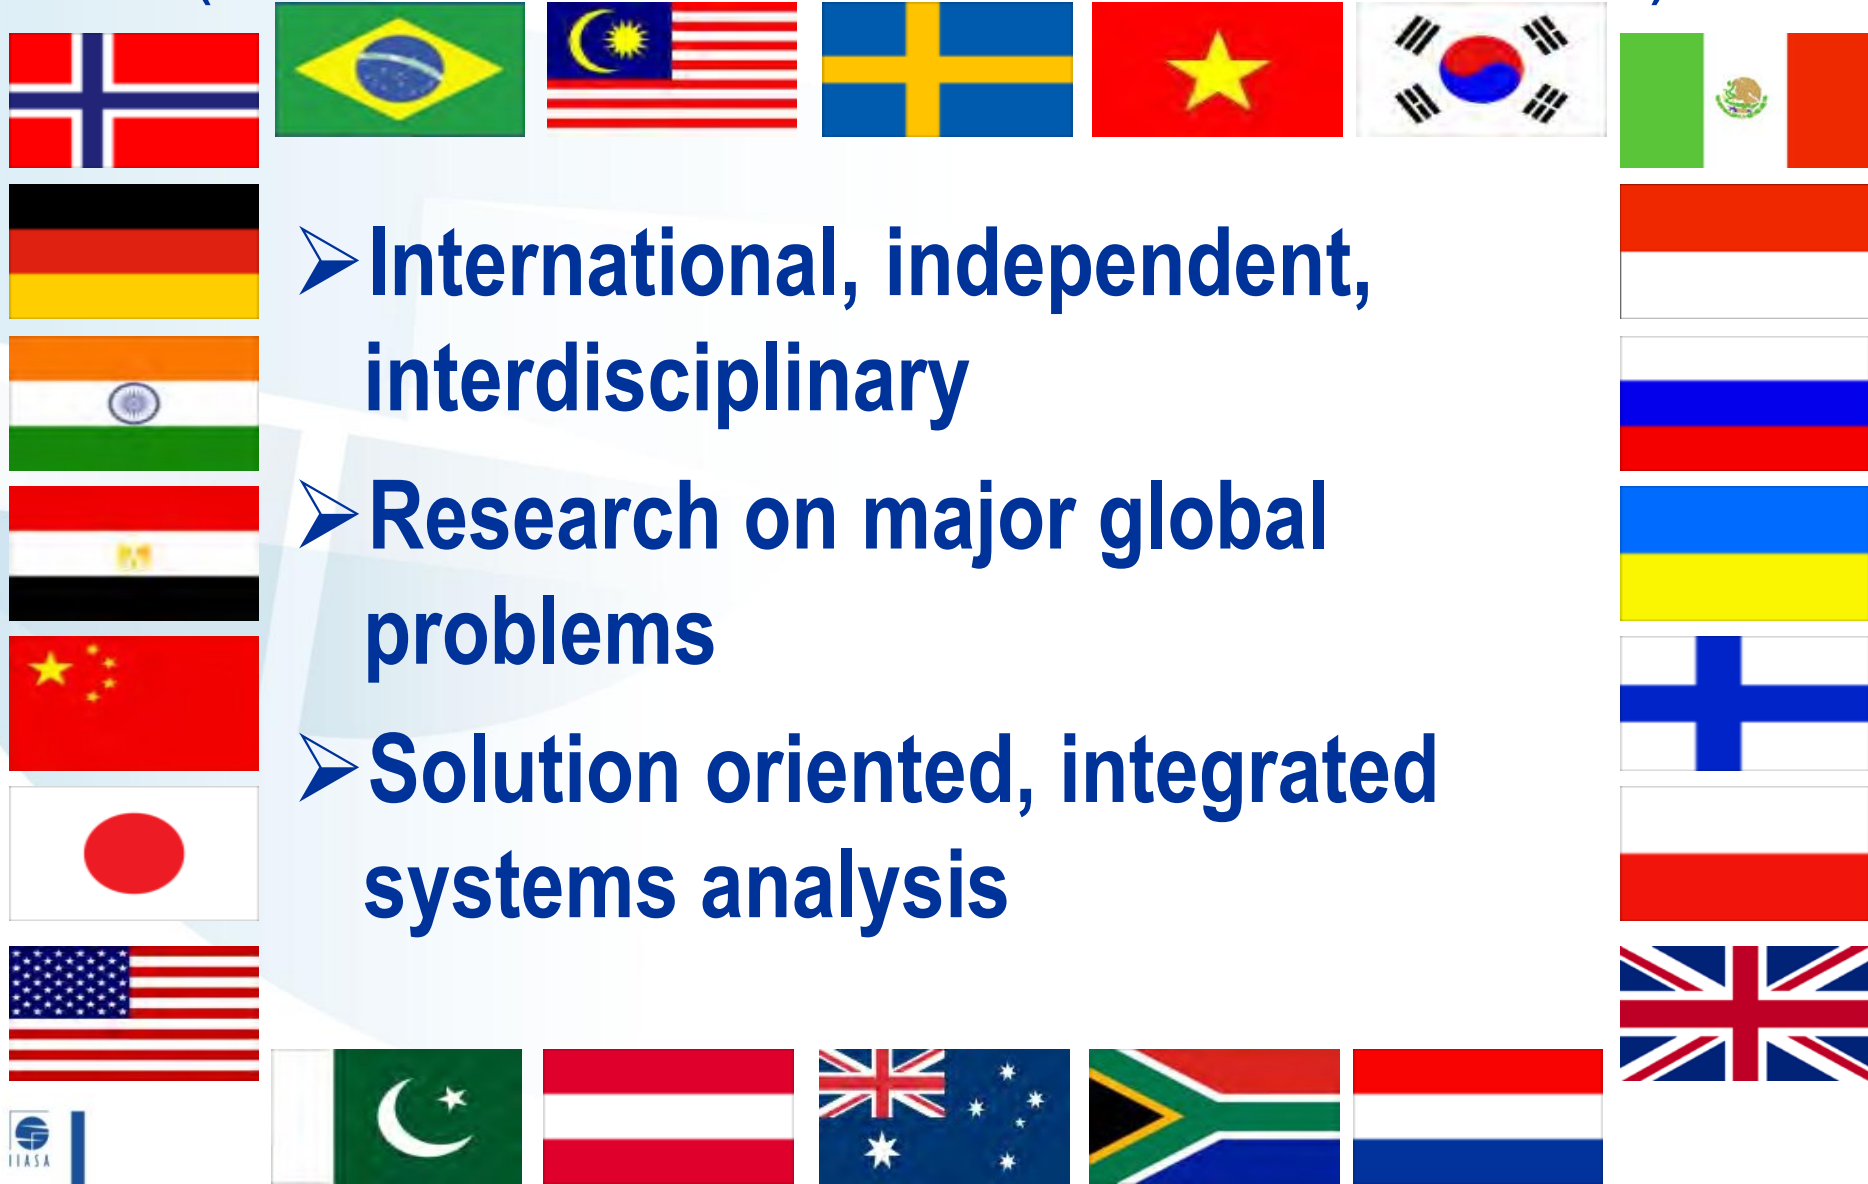 ➢International, independent,
interdisciplinary
➢Research on major global
problems
➢Solution oriented, integrated
systems analysis
IIASA